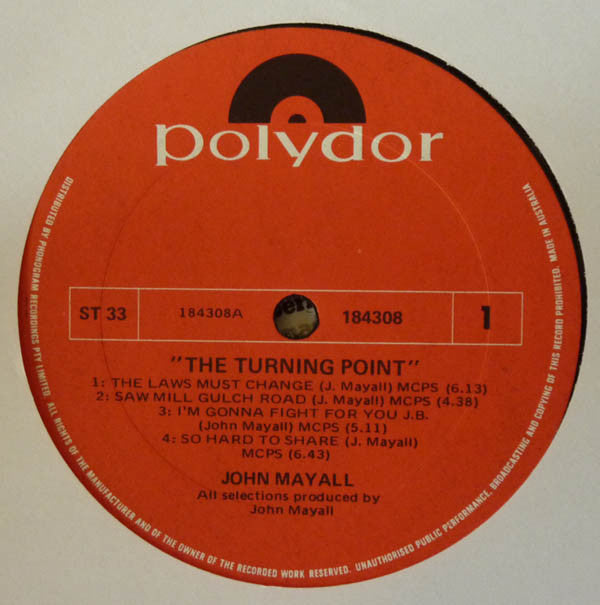 polydor
ST 33
184308A
184308
1
"THE TURNING POINT"
1: THE LAWS MUST CHANGE (J. Mayall) MCPS (6.13)
2: SAW MILL GULCH ROAD (J. Mayall) MCPS (4.38)
3: I'M GONNA FIGHT FOR YOU J.B.
(John Mayall) MCPS (5.11)
4: SO HARD TO SHARE (J. Mayall)
MCPS (6.43)
JOHN MAYALL
All selections produced by
John Mayall
DISTRIBUTED BY PHONOGRAM RECORDINGS PTY LIMITED. ALL RIGHTS OF THE MANUFACTURER AND OF THE OWNER OF THE RECORDED WORK RESERVED. UNAUTHORISED PUBLIC PERFORMANCE, BROADCASTING AND COPYING OF THIS RECORD PROHIBITED. MADE IN AUSTRALIA.